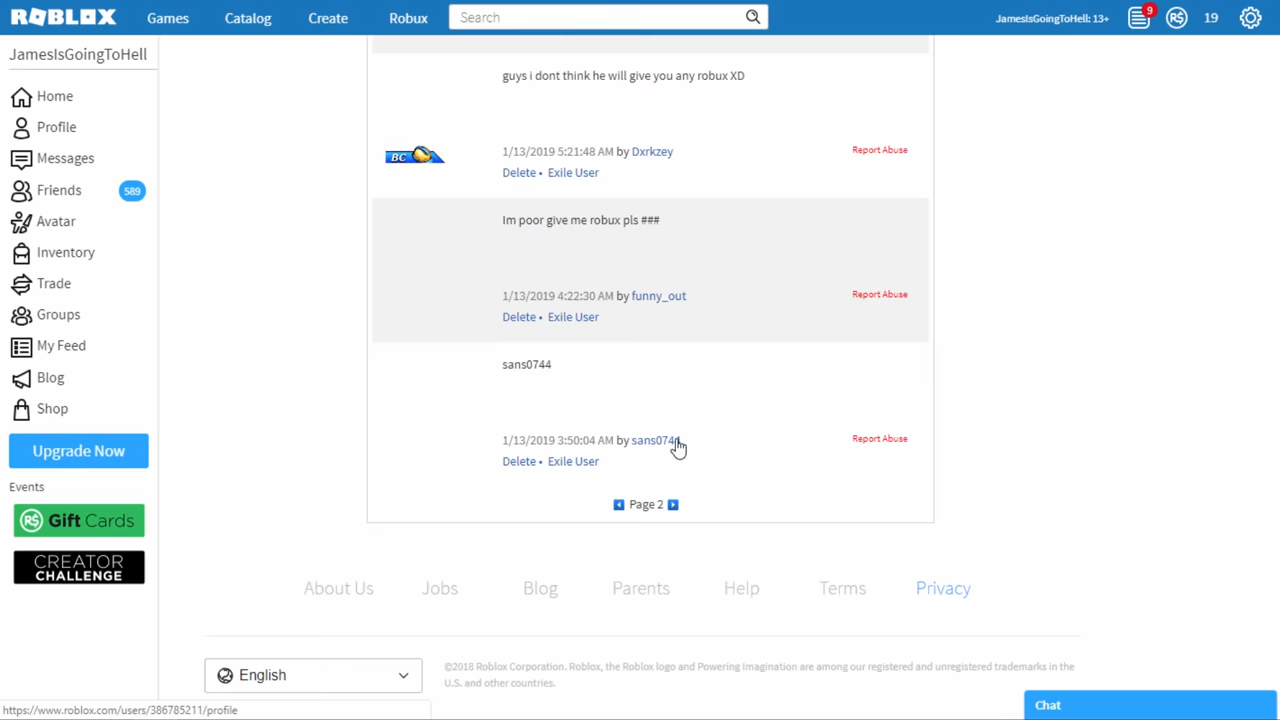 ROBLOX Games Catalog Create Robux Search JamesIsGoingToHell: 13+ 9 R$ 19
JamesIsGoingToHell
Home
Profile
Messages
Friends 589
Avatar
Inventory
Trade
Groups
My Feed
Blog
Shop
Upgrade Now
Events
R$ Gift Cards
CREATOR
CHALLENGE
guys i dont think he will give you any robux XD
BC 1/13/2019 5:21:48 AM by Dxrkzey Report Abuse
Delete • Exile User
Im poor give me robux pls ###
1/13/2019 4:22:30 AM by funny_out Report Abuse
Delete • Exile User
sans0744
1/13/2019 3:50:04 AM by sans0744 Report Abuse
Delete • Exile User
Page 2
About Us Jobs Blog Parents Help Terms Privacy
English
©2018 Roblox Corporation. Roblox, the Roblox logo and Powering Imagination are among our registered and unregistered trademarks in the
U.S. and other countries.
https://www.roblox.com/users/386785211/profile
Chat